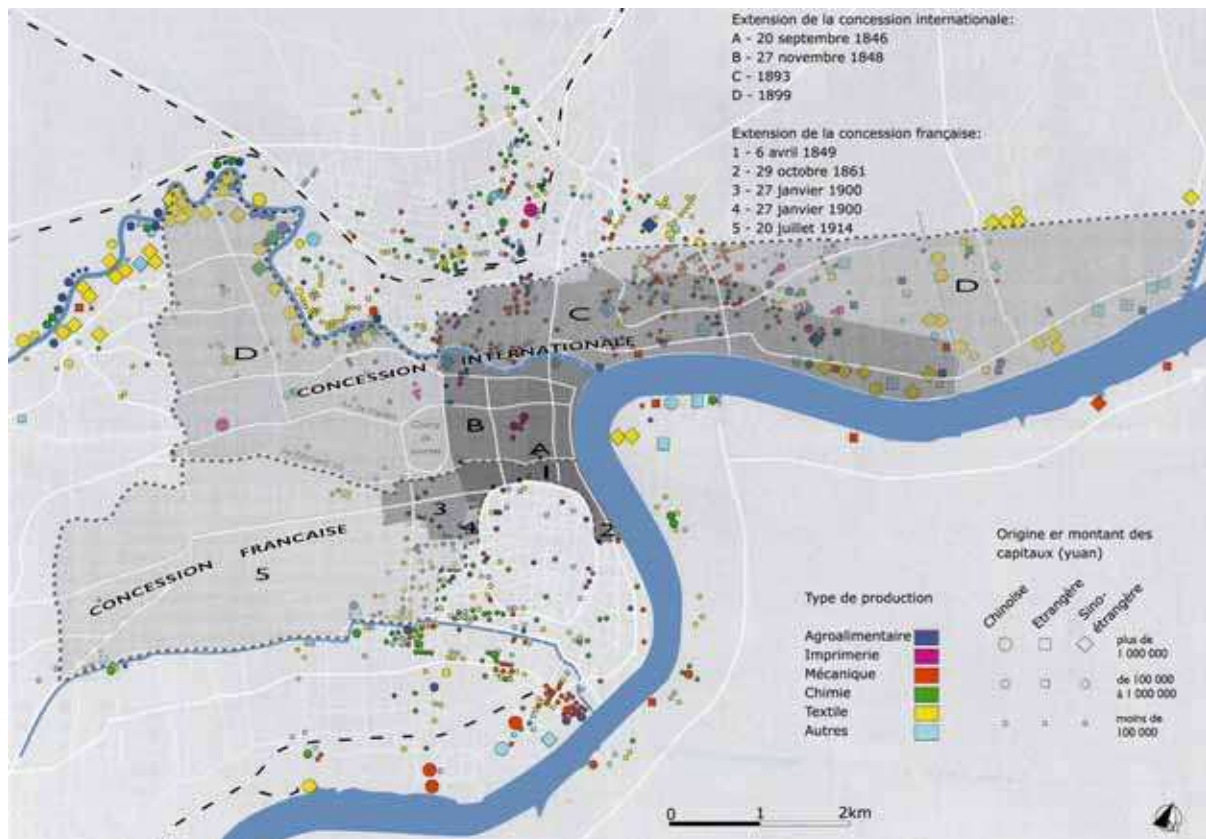 Extension de la concession internationale:
A - 20 septembre 1846
B - 27 novembre 1848
C - 1893
D - 1899
Extension de la concession française:
1 - 6 avril 1849
2 - 29 octobre 1861
3 - 27 janvier 1900
4 - 27 janvier 1900
5 - 20 juillet 1914
D
C
D
CONCESSION INTERNATIONALE
B
A
1
3
4
2
CONCESSION FRANCAISE
5
Origine er montant des
capitaux (yuan)
Chinoise
Etrangère
Sino-
étrangère
plus de
1 000 000
de 100 000
à 1 000 000
moins de
100 000
Type de production
Agroalimentaire
Imprimerie
Mécanique
Chimie
Textile
Autres
0 1 2km